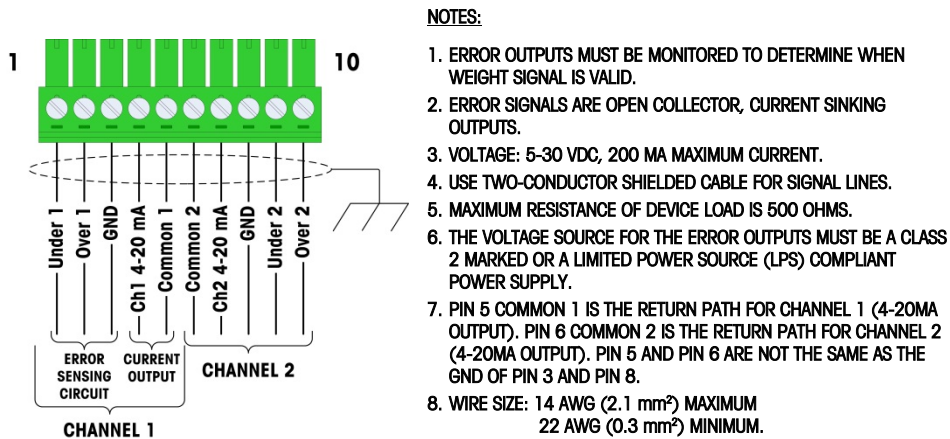 1
10
Under 1
Over 1
GND
Ch1 4-20 mA
Common 1
Common 2
Ch2 4-20 mA
GND
Under 2
Over 2
ERROR
SENSING
CIRCUIT
CURRENT
OUTPUT
CHANNEL 2
CHANNEL 1
NOTES:
1. ERROR OUTPUTS MUST BE MONITORED TO DETERMINE WHEN
WEIGHT SIGNAL IS VALID.
2. ERROR SIGNALS ARE OPEN COLLECTOR, CURRENT SINKING
OUTPUTS.
3. VOLTAGE: 5-30 VDC, 200 MA MAXIMUM CURRENT.
4. USE TWO-CONDUCTOR SHIELDED CABLE FOR SIGNAL LINES.
5. MAXIMUM RESISTANCE OF DEVICE LOAD IS 500 OHMS.
6. THE VOLTAGE SOURCE FOR THE ERROR OUTPUTS MUST BE A CLASS
2 MARKED OR A LIMITED POWER SOURCE (LPS) COMPLIANT
POWER SUPPLY.
7. PIN 5 COMMON 1 IS THE RETURN PATH FOR CHANNEL 1 (4-20MA
OUTPUT). PIN 6 COMMON 2 IS THE RETURN PATH FOR CHANNEL 2
(4-20MA OUTPUT). PIN 5 AND PIN 6 ARE NOT THE SAME AS THE
GND OF PIN 3 AND PIN 8.
8. WIRE SIZE: 14 AWG (2.1 mm²) MAXIMUM
22 AWG (0.3 mm²) MINIMUM.